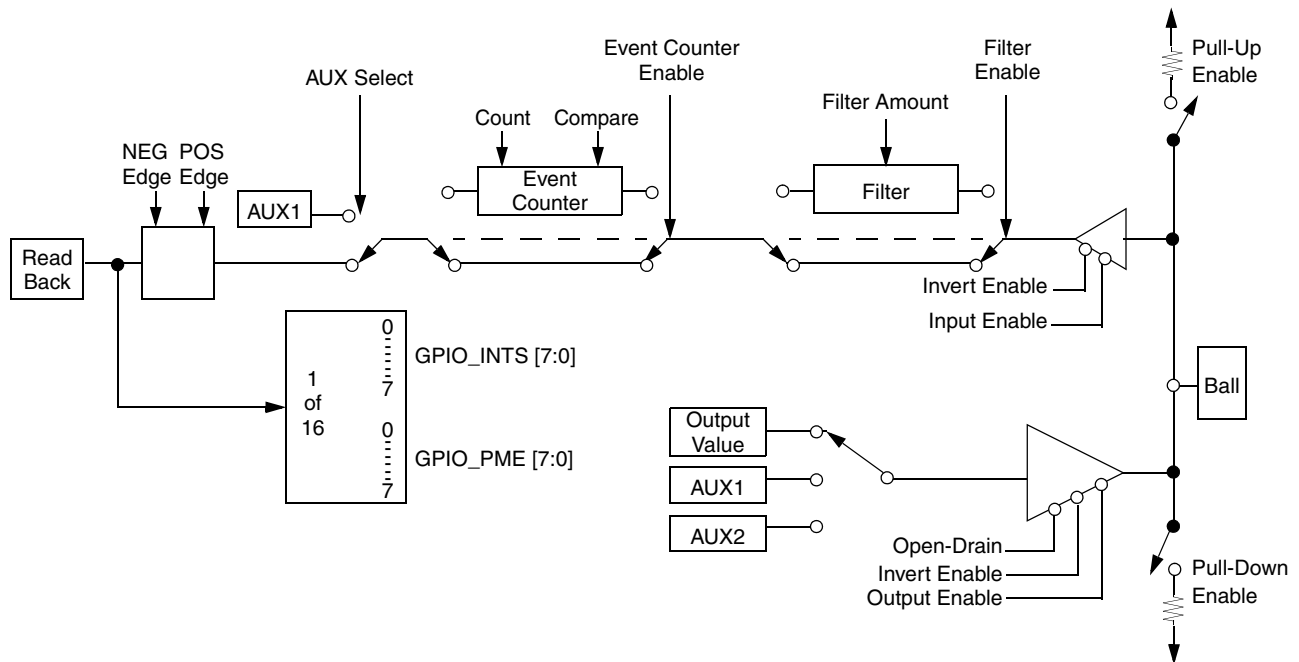 Pull-Up
Enable
Event Counter
Enable
Filter
Enable
AUX Select
Filter Amount
Count
Compare
NEG
Edge
POS
Edge
AUX1
Event
Counter
Filter
Read
Back
Invert Enable
Input Enable
1
of
16
0
7
GPIO_INTS [7:0]
0
7
GPIO_PME [7:0]
Ball
Output
Value
AUX1
AUX2
Open-Drain
Invert Enable
Output Enable
Pull-Down
Enable